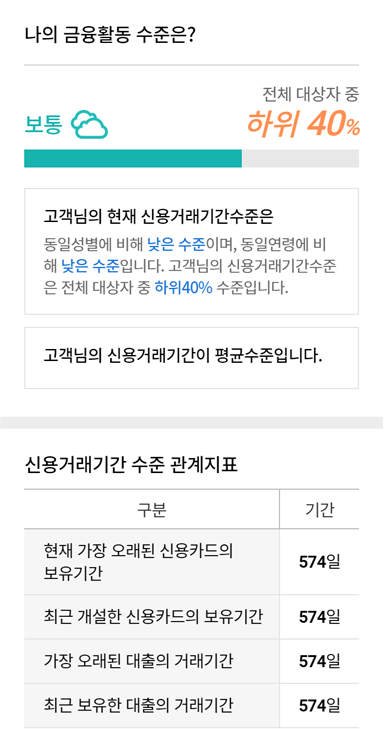 나의 금융활동 수준은?
전체 대상자 중
보통
하위 40%
고객님의 현재 신용거래기간수준은
동일성별에 비해 낮은 수준이며, 동일연령에 비
해 낮은 수준입니다. 고객님의 신용거래기간수준
은 전체 대상자 중 하위40% 수준입니다.
고객님의 신용거래기간이 평균수준입니다.
신용거래기간 수준 관계지표
구분 기간
현재 가장 오래된 신용카드의
보유기간 574일
최근 개설한 신용카드의 보유기간 574일
가장 오래된 대출의 거래기간 574일
최근 보유한 대출의 거래기간 574일